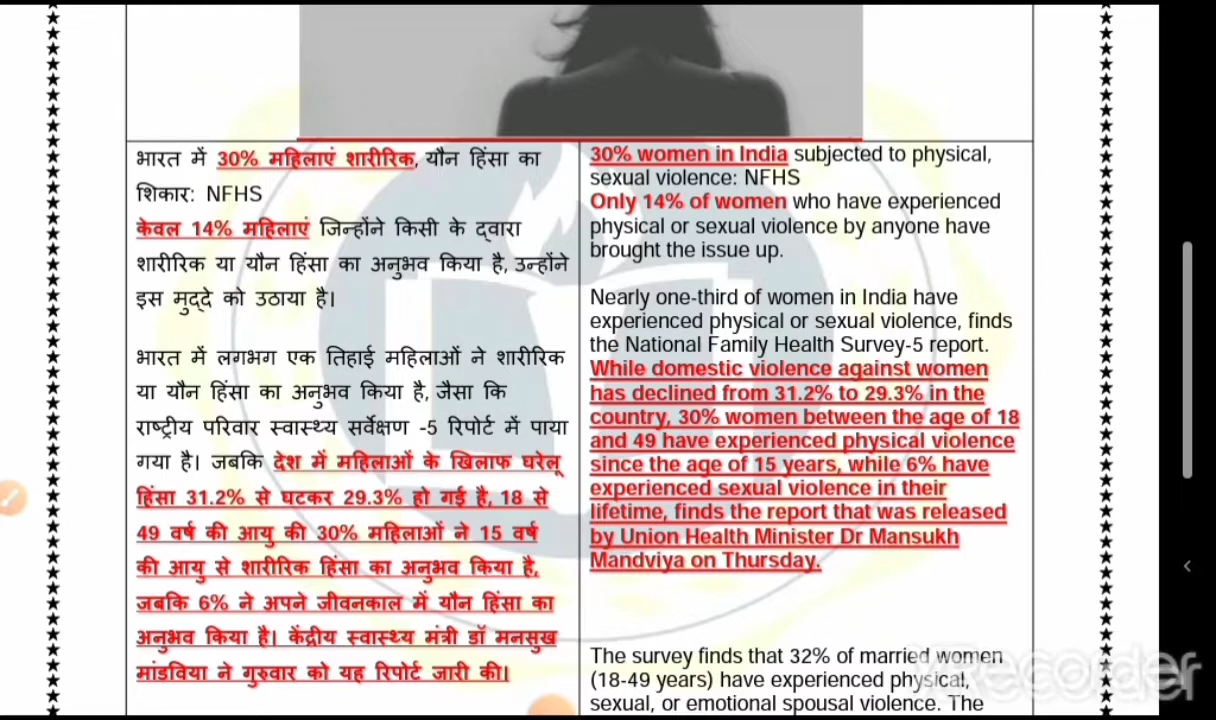 भारत में 30% महिलाएं शारीरिक, यौन हिंसा का
शिकार: NFHS
केवल 14% महिलाएं जिन्होंने किसी के द्वारा
शारीरिक या यौन हिंसा का अनुभव किया है, उन्होंने
इस मुद्दे को उठाया है।
भारत में लगभग एक तिहाई महिलाओं ने शारीरिक
या यौन हिंसा का अनुभव किया है, जैसा कि
राष्ट्रीय परिवार स्वास्थ्य सर्वेक्षण -5 रिपोर्ट में पाया
गया है। जबकि देश में महिलाओं के खिलाफ घरेलू
हिंसा 31.2% से घटकर 29.3% हो गई है, 18 से
49 वर्ष की आयु की 30% महिलाओं ने 15 वर्ष
की आयु से शारीरिक हिंसा का अनुभव किया है,
जबकि 6% ने अपने जीवनकाल में यौन हिंसा का
अनुभव किया है। केंद्रीय स्वास्थ्य मंत्री डॉ मनसुख
मांडविया ने गुरुवार को यह रिपोर्ट जारी की।
30% women in India subjected to physical,
sexual violence: NFHS
Only 14% of women who have experienced
physical or sexual violence by anyone have
brought the issue up.
Nearly one-third of women in India have
experienced physical or sexual violence, finds
the National Family Health Survey-5 report.
While domestic violence against women
has declined from 31.2% to 29.3% in the
country, 30% women between the age of 18
and 49 have experienced physical violence
since the age of 15 years, while 6% have
experienced sexual violence in their
lifetime, finds the report that was released
by Union Health Minister Dr Mansukh
Mandviya on Thursday.
The survey finds that 32% of married women
(18-49 years) have experienced physical,
sexual, or emotional spousal violence. The